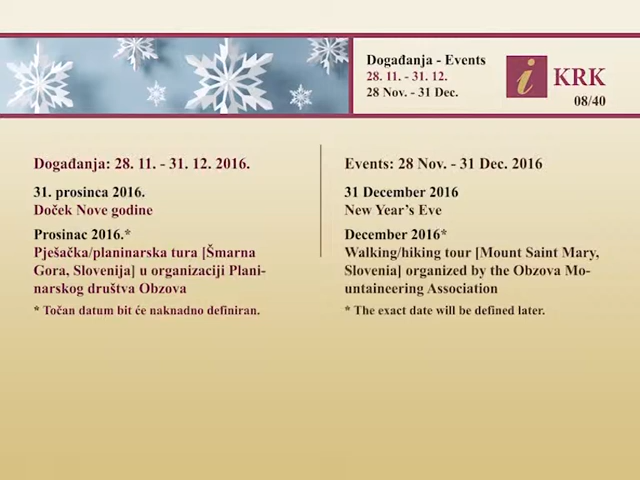 Događanja - Events
28. 11. - 31. 12.
28 Nov. - 31 Dec.
i KRK
08/40
Događanja: 28. 11. - 31. 12. 2016.
31. prosinca 2016.
Doček Nove godine
Prosinac 2016.*
Pješačka/planinarska tura [Šmarna
Gora, Slovenija] u organizaciji Plani-
narskog društva Obzova
* Točan datum bit će naknadno definiran.
Events: 28 Nov. - 31 Dec. 2016
31 December 2016
New Year's Eve
December 2016*
Walking/hiking tour [Mount Saint Mary,
Slovenia] organized by the Obzova Mo-
untaineering Association
* The exact date will be defined later.